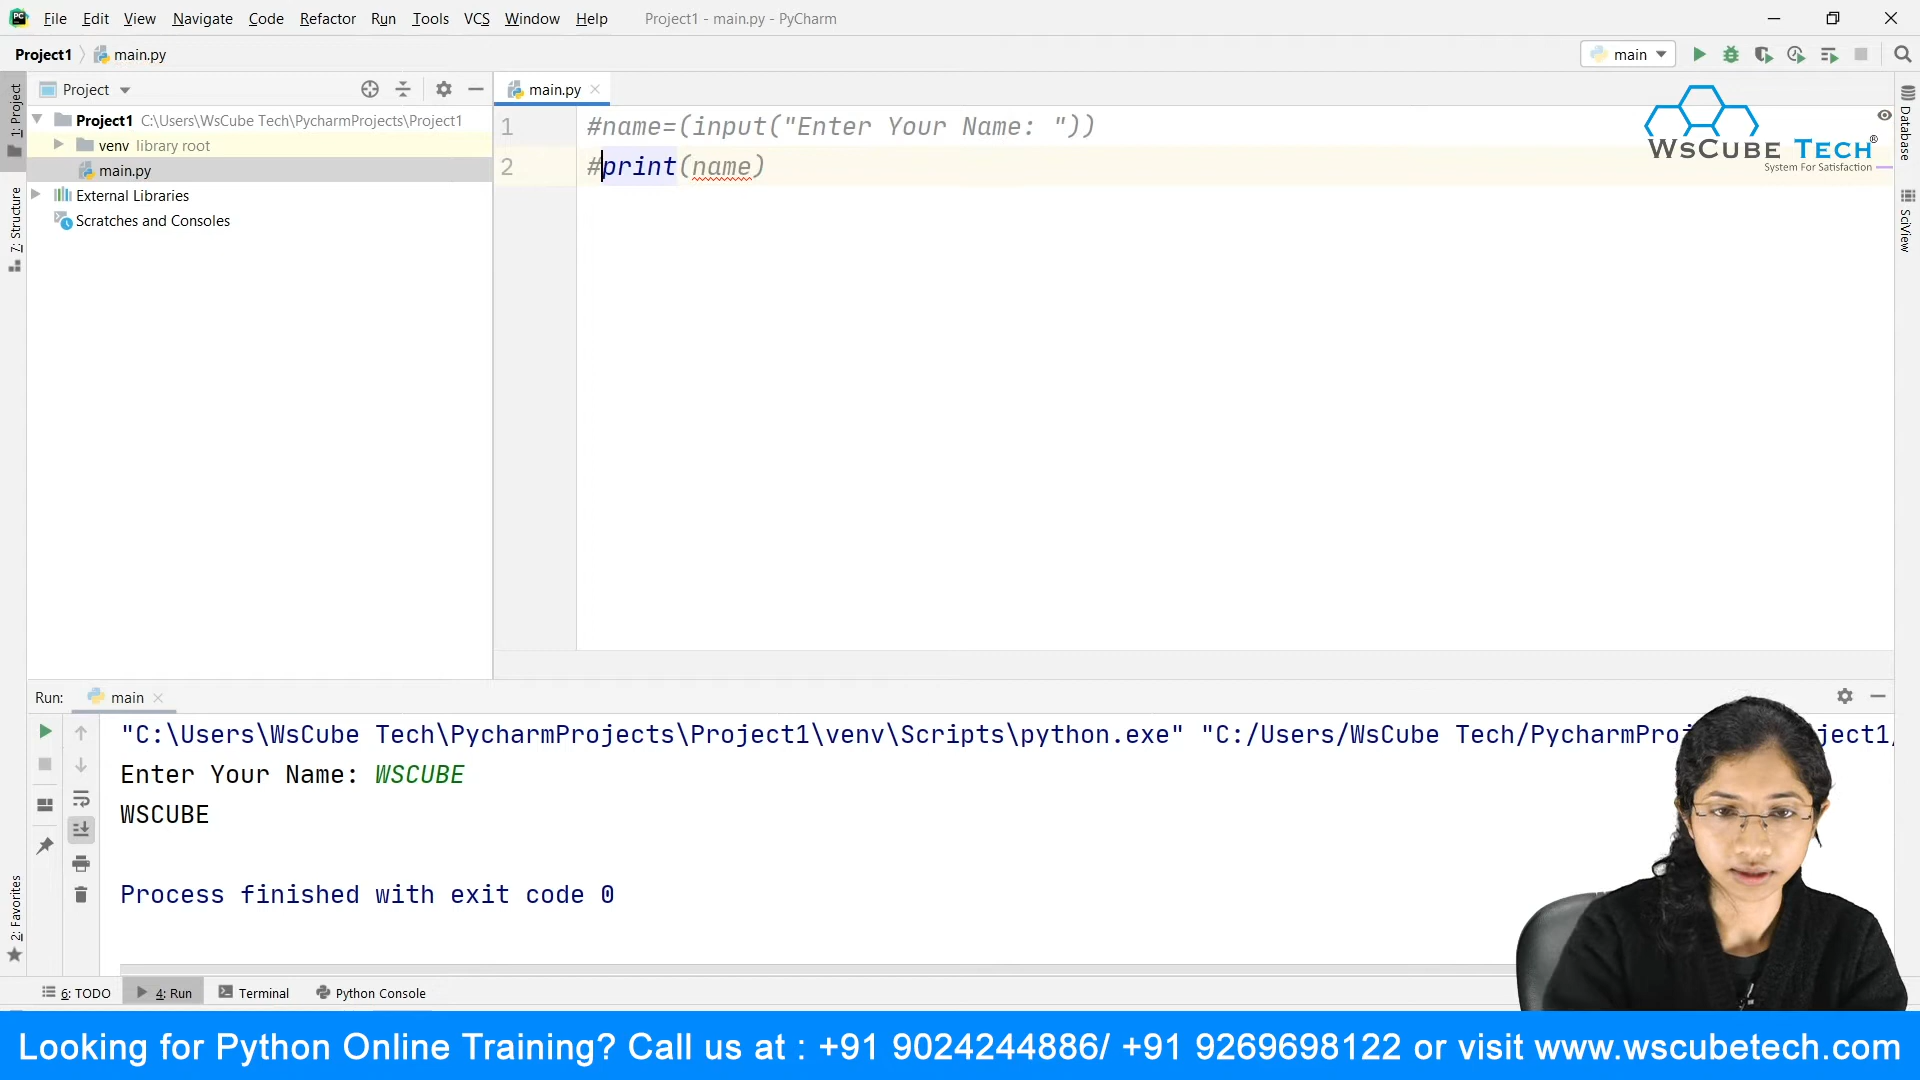 File Edit View Navigate Code Refactor Run Tools VCS Window Help Project1 - main.py - PyCharm
Project1 main.py
main
1: Project
Project
main.py
Project1 C:\Users\WsCube Tech\PycharmProjects\Project1
venv library root
main.py
External Libraries
Scratches and Consoles
7: Structure
2: Favorites
1 #name=(input("Enter Your Name: "))
2 #print(name)
WsCube Tech®
System For Satisfaction
Database
SciView
Run: main
"C:\Users\WsCube Tech\PycharmProjects\Project1\venv\Scripts\python.exe" "C:/Users/WsCube Tech/PycharmProj ject1/
Enter Your Name: WSCUBE
WSCUBE
Process finished with exit code 0
6: TODO 4: Run Terminal Python Console
Looking for Python Online Training? Call us at : +91 9024244886/ +91 9269698122 or visit www.wscubetech.com